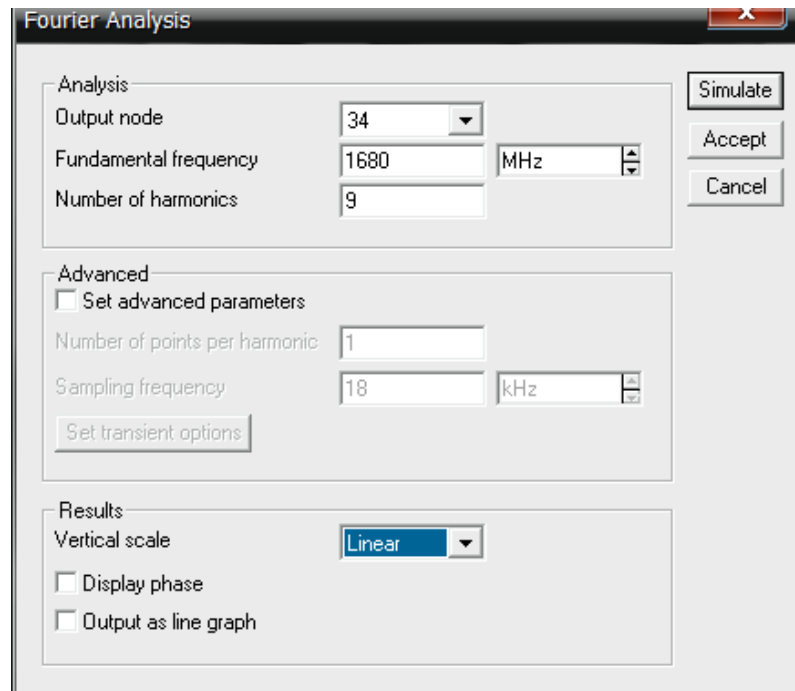 Fourier Analysis
Analysis
Output node 34
Fundamental frequency 1680 MHz
Number of harmonics 9
Simulate
Accept
Cancel
Advanced
Set advanced parameters
Number of points per harmonic 1
Sampling frequency 18 kHz
Set transient options
Results
Vertical scale Linear
Display phase
Output as line graph